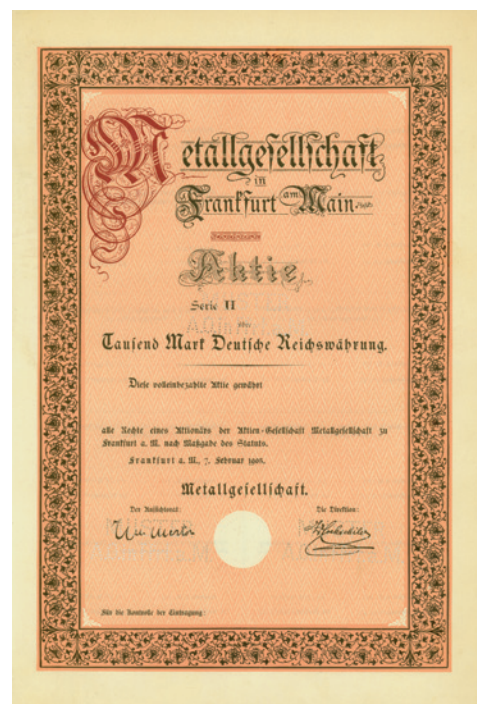 Metallgesellschaft
in
Frankfurt am Main
Aktie
Serie II
über
Tausend Mark Deutsche Reichswährung.
Diese volleinbezahlte Aktie gewährt
alle Rechte eines Aktionärs der Aktien-Gesellschaft Metallgesellschaft zu
Frankfurt a. M. nach Maßgabe des Statuts.
Frankfurt a. M., 7. Februar 1906.
Metallgesellschaft.
Der Aufsichtsrat: Die Direktion:
Für die Kontrolle der Eintragung: